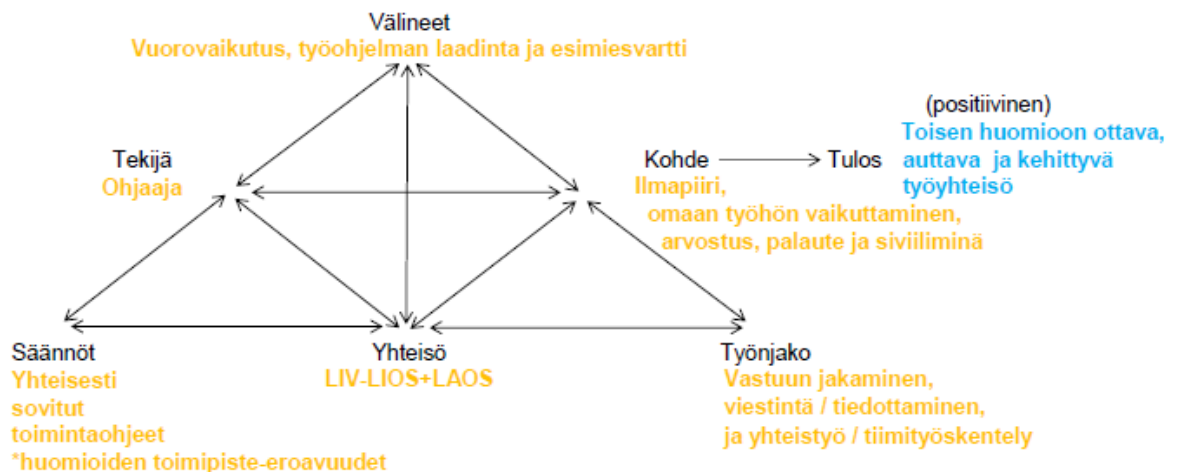 Välineet
Vuorovaikutus, työohjelman laadinta ja esimiesvartti
(positiivinen)
Toisen huomioon ottava,
auttava ja kehittyvä
työyhteisö
Tekijä
Ohjaaja
Kohde
Tulos
Ilmapiiri,
omaan työhön vaikuttaminen,
arvostus, palaute ja siviiliminä
Säännöt
Yhteisesti
sovitut
toimintaohjeet
*huomioiden toimipiste-eroavuudet
Yhteisö
LIV-LIOS+LAOS
Työnjako
Vastuun jakaminen,
viestintä / tiedottaminen,
ja yhteistyö / tiimityöskentely